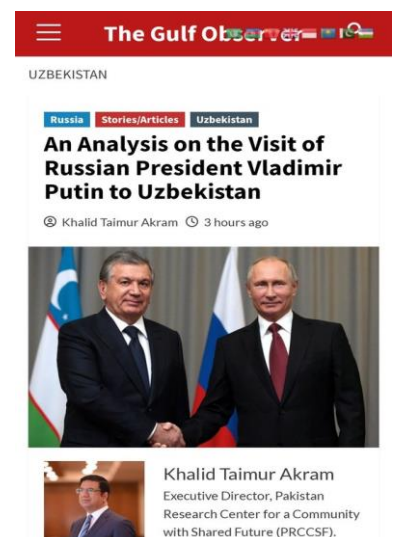 The Gulf Observer
UZBEKISTAN
Russia Stories/Articles Uzbekistan
An Analysis on the Visit of
Russian President Vladimir
Putin to Uzbekistan
Khalid Taimur Akram 3 hours ago
Khalid Taimur Akram
Executive Director, Pakistan
Research Center for a Community
with Shared Future (PRCCSF),